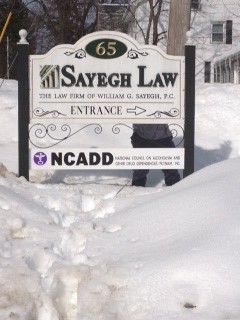 65
SAYEGH LAW
THE LAW FIRM OF WILLIAM G. SAYEGH, P.C.
ENTRANCE
NCADD
NATIONAL COUNCIL ON ALCOHOLISM AND
OTHER DRUG DEPENDENCIES/PUTNAM, INC.